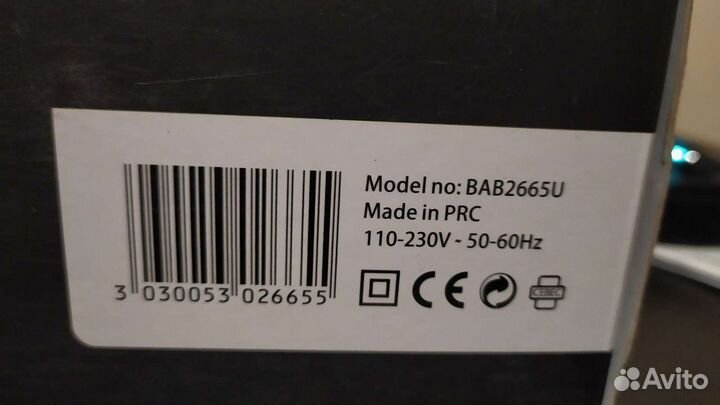 Model no: BAB2665U
Made in PRC
110-230V ~ 50-60Hz
3 030053 026655
CE
CEBEC
Avito